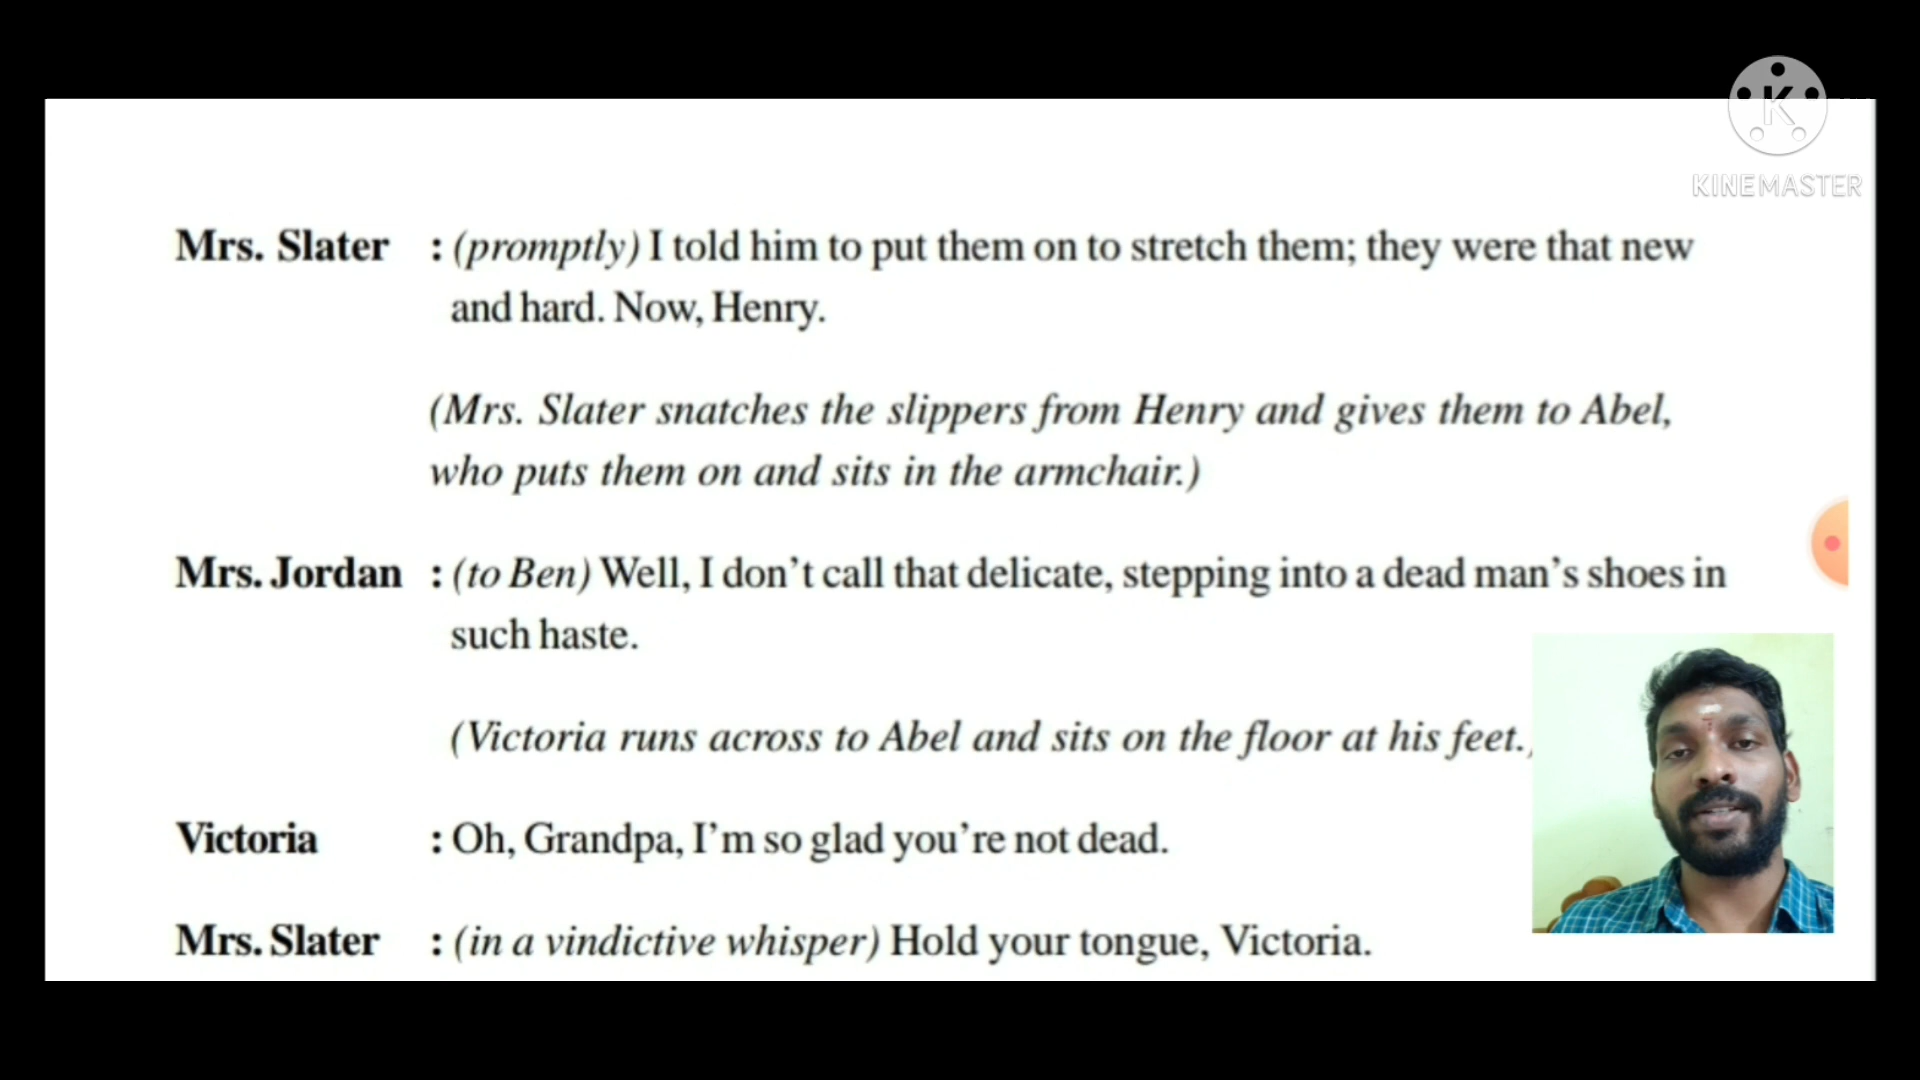 K
KINEMASTER
Mrs. Slater : (promptly) I told him to put them on to stretch them; they were that new
and hard. Now, Henry.
(Mrs. Slater snatches the slippers from Henry and gives them to Abel,
who puts them on and sits in the armchair.)
Mrs. Jordan : (to Ben) Well, I don’t call that delicate, stepping into a dead man’s shoes in
such haste.
(Victoria runs across to Abel and sits on the floor at his feet.)
Victoria : Oh, Grandpa, I’m so glad you’re not dead.
Mrs. Slater : (in a vindictive whisper) Hold your tongue, Victoria.